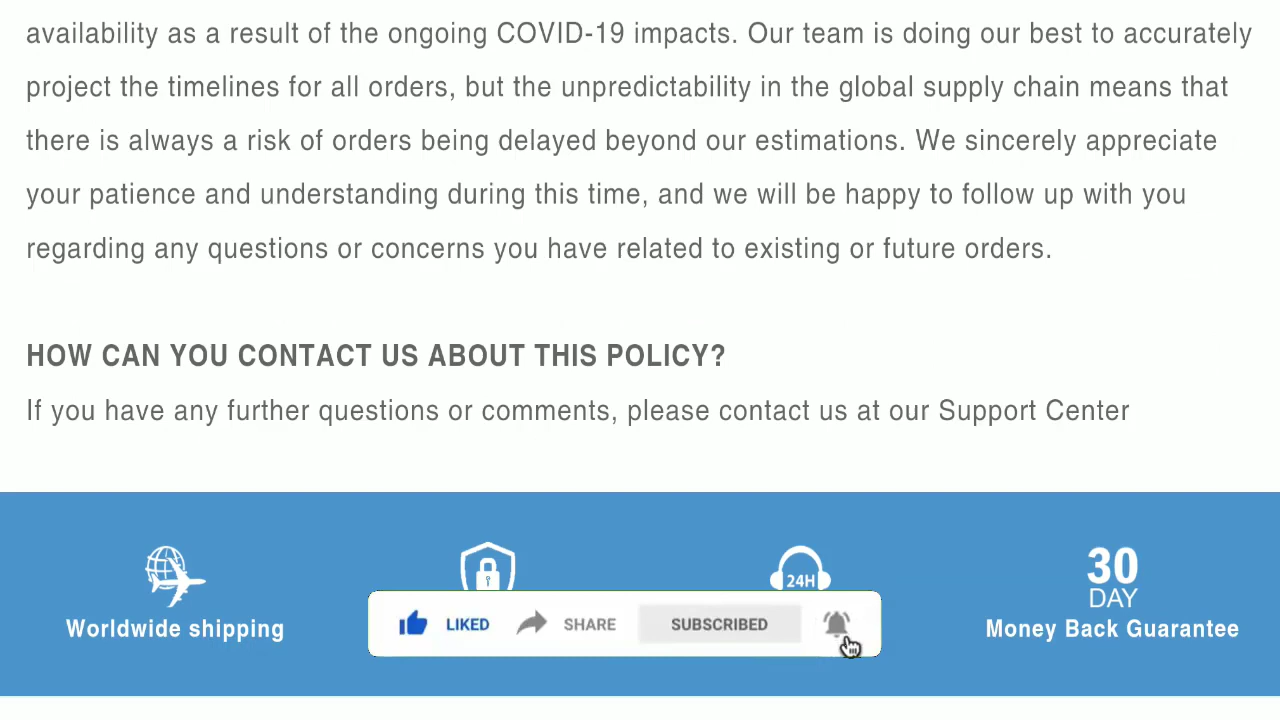 availability as a result of the ongoing COVID-19 impacts. Our team is doing our best to accurately
project the timelines for all orders, but the unpredictability in the global supply chain means that
there is always a risk of orders being delayed beyond our estimations. We sincerely appreciate
your patience and understanding during this time, and we will be happy to follow up with you
regarding any questions or concerns you have related to existing or future orders.
HOW CAN YOU CONTACT US ABOUT THIS POLICY?
If you have any further questions or comments, please contact us at our Support Center
24H
30
DAY
Worldwide shipping
LIKED SHARE SUBSCRIBED
Money Back Guarantee